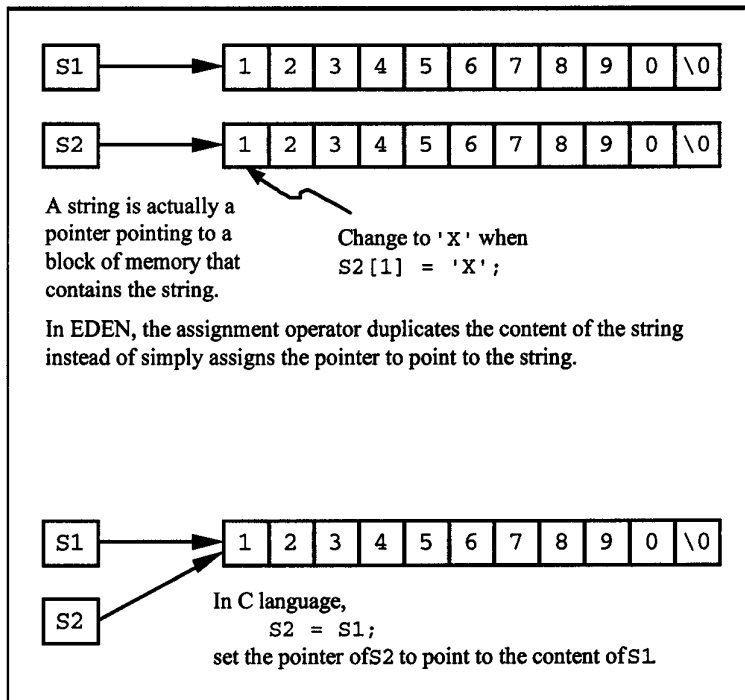 S1 1 2 3 4 5 6 7 8 9 0 \0
S2 1 2 3 4 5 6 7 8 9 0 \0
A string is actually a
pointer pointing to a
block of memory that
contains the string.
Change to 'X' when
S2[1] = 'X';
In EDEN, the assignment operator duplicates the content of the string
instead of simply assigns the pointer to point to the string.
S1 1 2 3 4 5 6 7 8 9 0 \0
S2
In C language,
S2 = S1;
set the pointer of S2 to point to the content of S1